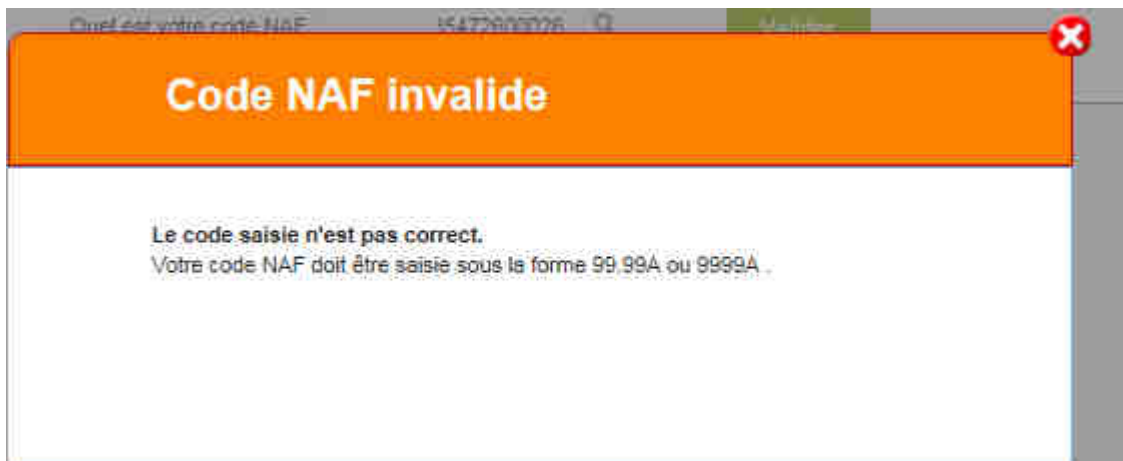 Quel est votre code NAF
Code NAF invalide
Le code saisie n'est pas correct.
Votre code NAF doit être saisie sous la forme 99.99A ou 9999A .